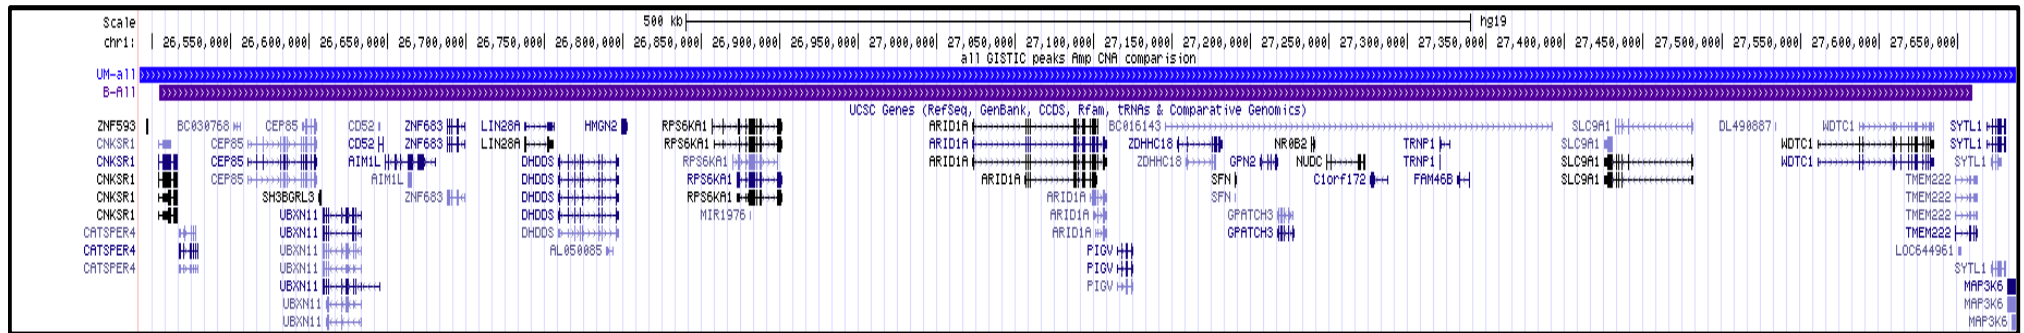 Scale 500 kb hg19
chr1: 26,550,000 26,600,000 26,650,000 26,700,000 26,750,000 26,800,000 26,850,000 26,900,000 26,950,000 27,000,000 27,050,000 27,100,000 27,150,000 27,200,000 27,250,000 27,300,000 27,350,000 27,400,000 27,450,000 27,500,000 27,550,000 27,600,000 27,650,000
all GISTIC peaks Amp CNA comparision
UM-all
B-All
UCSC Genes (RefSeq, GenBank, CCDS, Rfam, tRNAs & Comparative Genomics)
ZNF593 BC030768 CEP85 CD52 ZNF683 LIN28A HMGN2 RPS6KA1 ARID1A BC016143 SLC9A1 DL490887 WDTC1 SYTL1
CNKSR1 CEP85 CD52 ZNF683 LIN28A RPS6KA1 ARID1A ZDHHC18 NR0B2 TRNP1 SLC9A1 WDTC1 SYTL1
CNKSR1 CEP85 AIM1L DHDDS RPS6KA1 ARID1A ZDHHC18 GPN2 NUDC TRNP1 SLC9A1 WDTC1 SYTL1
CNKSR1 CEP85 AIM1L DHDDS RPS6KA1 ARID1A SFN C1orf172 FAM46B SLC9A1 TMEM222
CNKSR1 SH3BGRL3 ZNF683 DHDDS RPS6KA1 ARID1A SFN TMEM222
CNKSR1 UBXN11 DHDDS MIR1976 ARID1A GPATCH3 TMEM222
CATSPER4 UBXN11 DHDDS ARID1A GPATCH3 TMEM222
CATSPER4 UBXN11 AL050085 PIGV LOC644961
CATSPER4 UBXN11 PIGV SYTL1
UBXN11 PIGV MAP3K6
UBXN11 MAP3K6
UBXN11 MAP3K6